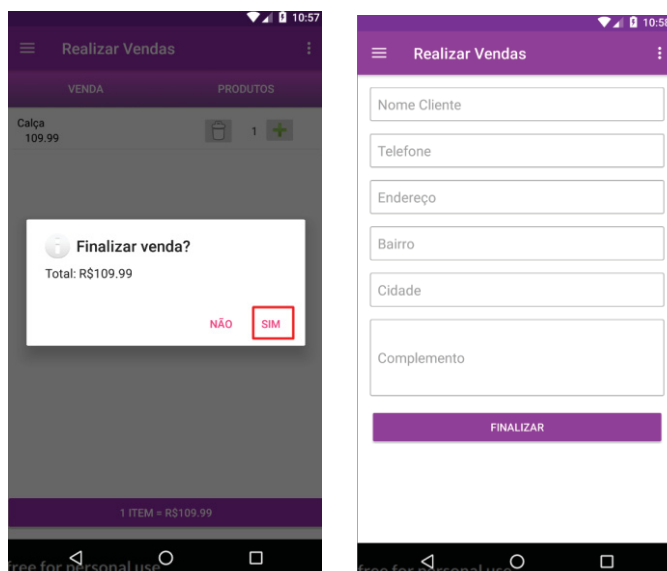 10:57
Realizar Vendas
VENDA PRODUTOS
Calça
109.99
1
Finalizar venda?
Total: R$109.99
NÃO SIM
1 ITEM = R$109.99
free for personal use
10:58
Realizar Vendas
Nome Cliente
Telefone
Endereço
Bairro
Cidade
Complemento
FINALIZAR
free for personal use